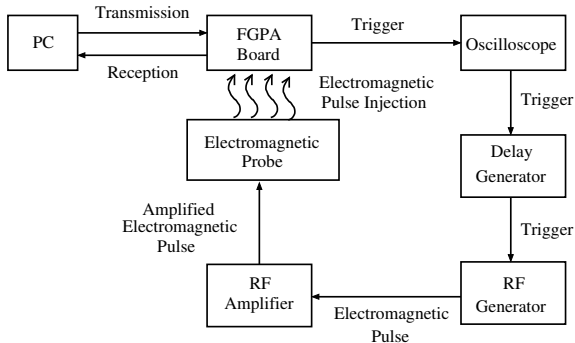 Transmission
PC
FGPA
Board
Trigger
Oscilloscope
Reception
Electromagnetic
Pulse Injection
Trigger
Electromagnetic
Probe
Delay
Generator
Amplified
Electromagnetic
Pulse
Trigger
RF
Amplifier
Electromagnetic
Pulse
RF
Generator